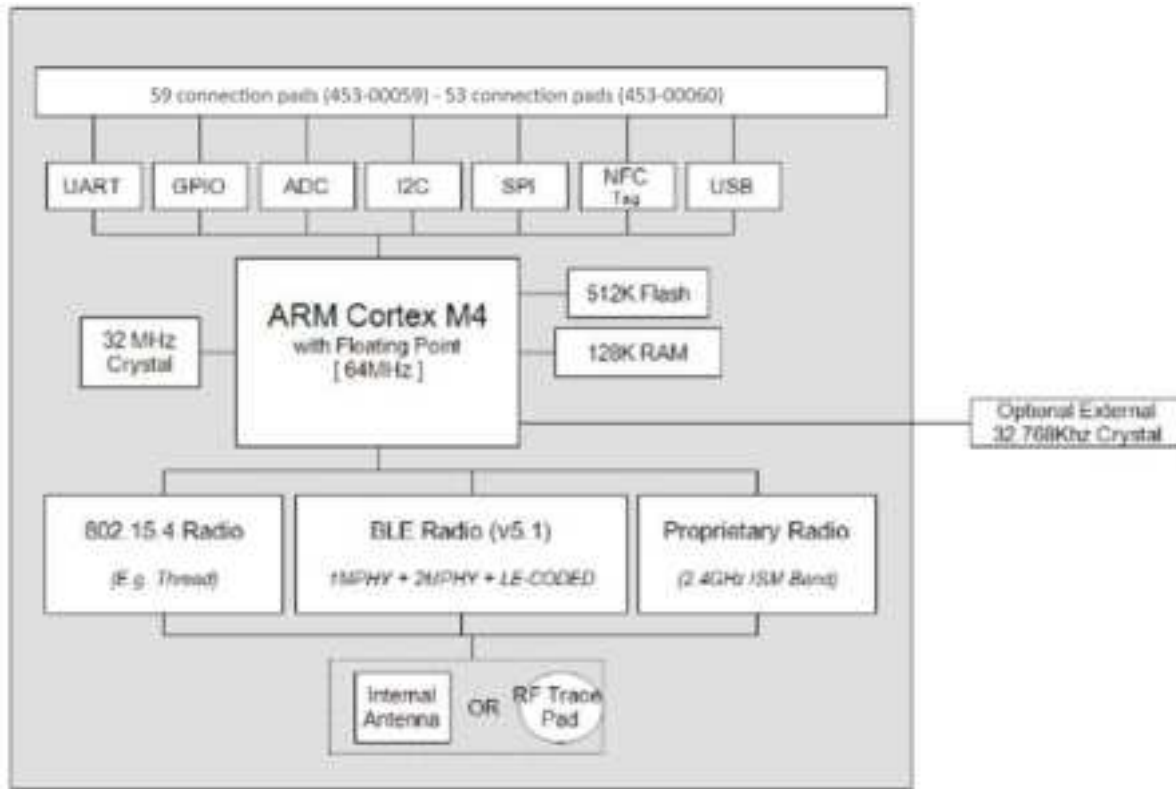 59 connection pads (453-00059) - 53 connection pads (453-00060)
UART
GPIO
ADC
I2C
SPI
NFC
Tag
USB
ARM Cortex M4
with Floating Point
[ 64MHz ]
32 MHz
Crystal
512K Flash
128K RAM
Optional External
32.768Khz Crystal
802.15.4 Radio
(E.g. Thread)
BLE Radio (v5.1)
1MPHY + 2MPHY + LE-CODED
Proprietary Radio
(2.4GHz ISM Band)
Internal
Antenna
OR
RF Trace
Pad